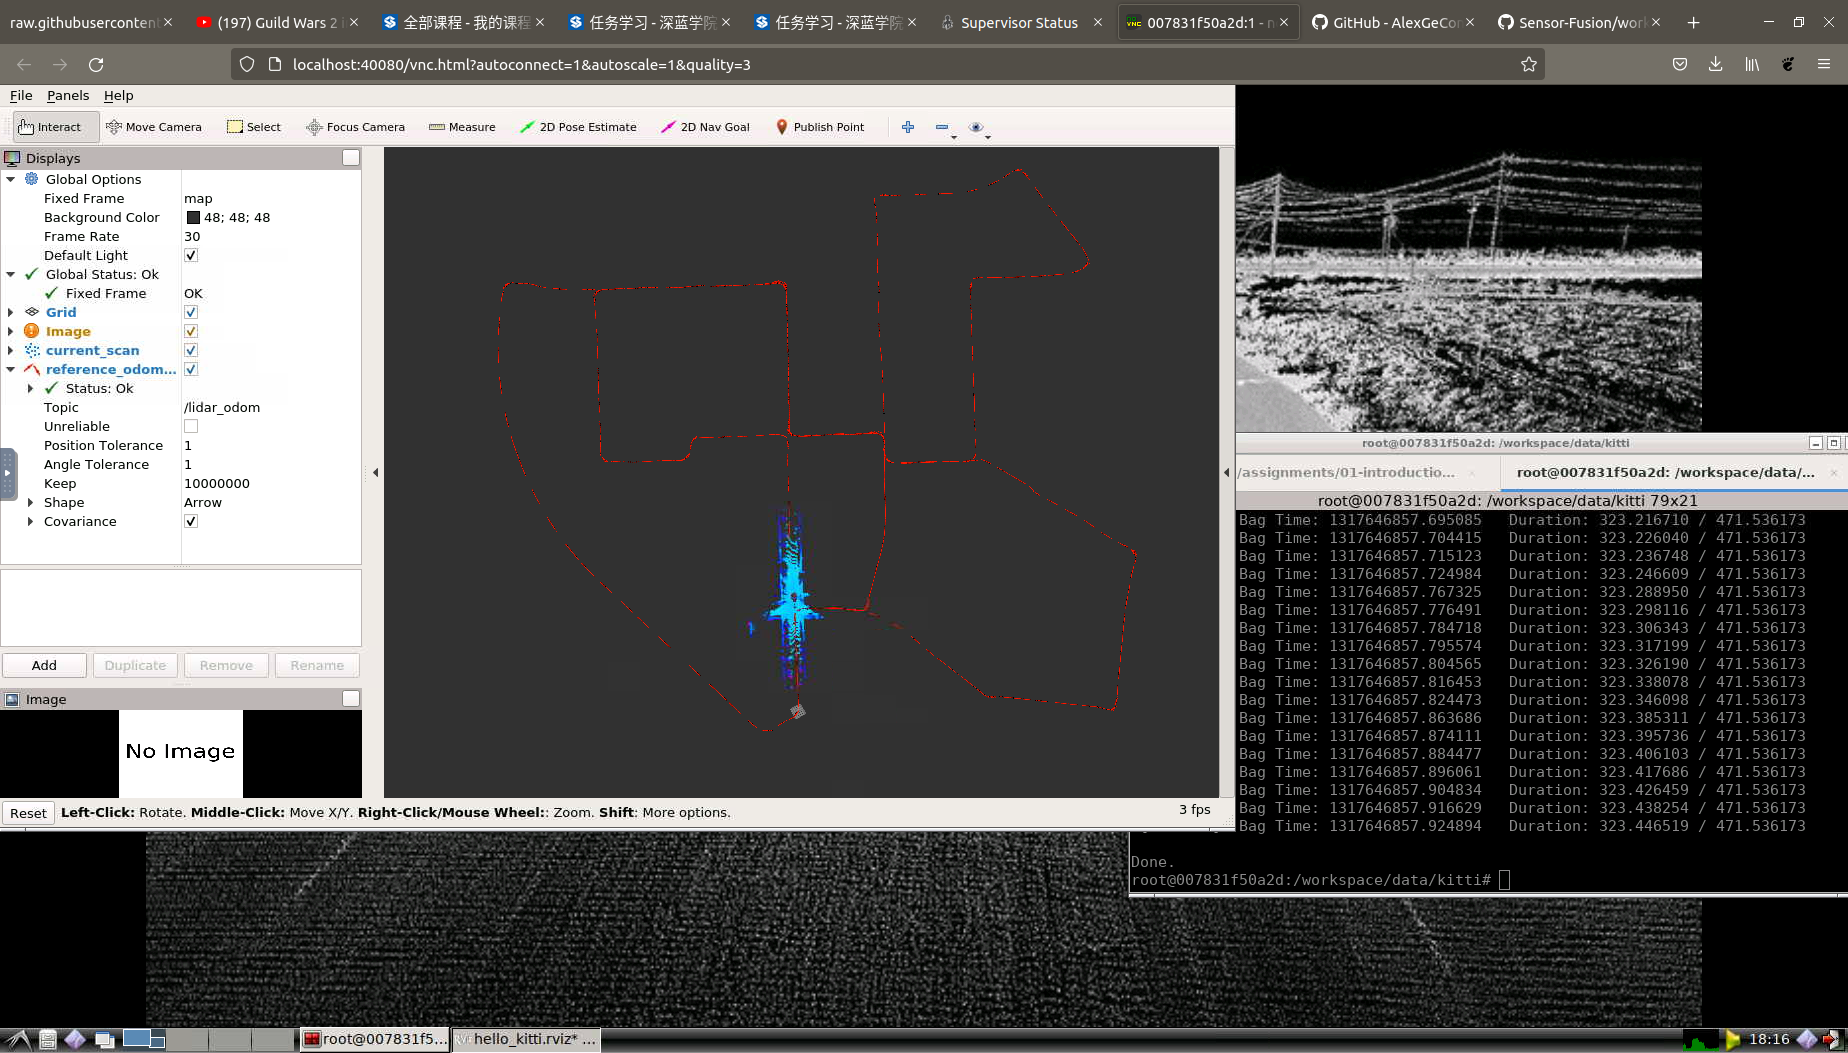 raw.githubusercontent
(197) Guild Wars 2 i
全部课程 - 我的课程
任务学习 - 深蓝学院
任务学习 - 深蓝学院
Supervisor Status
007831f50a2d:1 - n
GitHub - AlexGeCon
Sensor-Fusion/work
localhost:40080/vnc.html?autoconnect=1&autoscale=1&quality=3
File Panels Help
Interact Move Camera Select Focus Camera Measure 2D Pose Estimate 2D Nav Goal Publish Point
Displays
Global Options
Fixed Frame map
Background Color 48; 48; 48
Frame Rate 30
Default Light
Global Status: Ok
Fixed Frame OK
Grid
Image
current_scan
reference_odom...
Status: Ok
Topic /lidar_odom
Unreliable
Position Tolerance 1
Angle Tolerance 1
Keep 10000000
Shape Arrow
Covariance
Add Duplicate Remove Rename
Image
No Image
Reset Left-Click: Rotate. Middle-Click: Move X/Y. Right-Click/Mouse Wheel:: Zoom. Shift: More options. 3 fps
root@007831f50a2d: /workspace/data/kitti
/assignments/01-introductio... root@007831f50a2d: /workspace/data/...
root@007831f50a2d: /workspace/data/kitti 79x21
Bag Time: 1317646857.695085 Duration: 323.216710 / 471.536173
Bag Time: 1317646857.704415 Duration: 323.226040 / 471.536173
Bag Time: 1317646857.715123 Duration: 323.236748 / 471.536173
Bag Time: 1317646857.724984 Duration: 323.246609 / 471.536173
Bag Time: 1317646857.767325 Duration: 323.288950 / 471.536173
Bag Time: 1317646857.776491 Duration: 323.298116 / 471.536173
Bag Time: 1317646857.784718 Duration: 323.306343 / 471.536173
Bag Time: 1317646857.795574 Duration: 323.317199 / 471.536173
Bag Time: 1317646857.804565 Duration: 323.326190 / 471.536173
Bag Time: 1317646857.816453 Duration: 323.338078 / 471.536173
Bag Time: 1317646857.824473 Duration: 323.346098 / 471.536173
Bag Time: 1317646857.863686 Duration: 323.385311 / 471.536173
Bag Time: 1317646857.874111 Duration: 323.395736 / 471.536173
Bag Time: 1317646857.884477 Duration: 323.406103 / 471.536173
Bag Time: 1317646857.896061 Duration: 323.417686 / 471.536173
Bag Time: 1317646857.904834 Duration: 323.426459 / 471.536173
Bag Time: 1317646857.916629 Duration: 323.438254 / 471.536173
Bag Time: 1317646857.924894 Duration: 323.446519 / 471.536173
Done.
root@007831f50a2d:/workspace/data/kitti#
root@007831f5... hello_kitti.rviz* ... 18:16